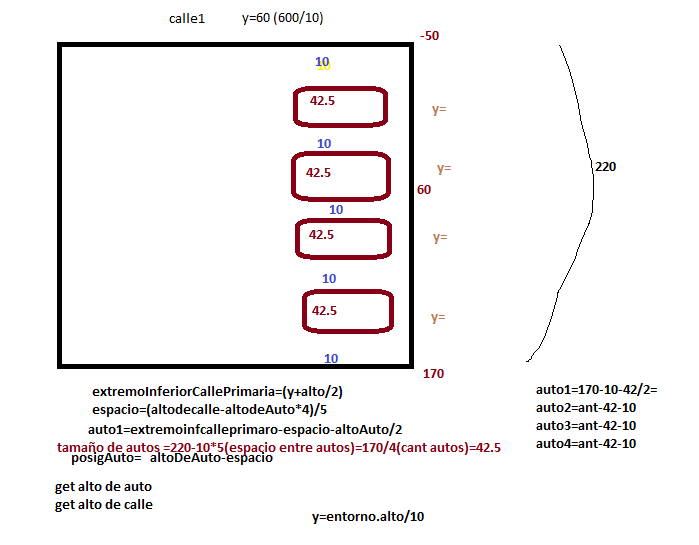 calle1 y=60 (600/10)
-50
10
42.5
y=
10
42.5 y=
220
60
10
42.5 y=
10
42.5 y=
10
170
extremoInferiorCallePrimaria=(y+alto/2)
espacio=(altodecalle-altodeAuto*4)/5
auto1=extremoinfcalleprimaro-espacio-altoAuto/2
tamaño de autos =220-10*5(espacio entre autos)=170/4(cant autos)=42.5
posigAuto= altoDeAuto-espacio
auto1=170-10-42/2=
auto2=ant-42-10
auto3=ant-42-10
auto4=ant-42-10
get alto de auto
get alto de calle
y=entorno.alto/10